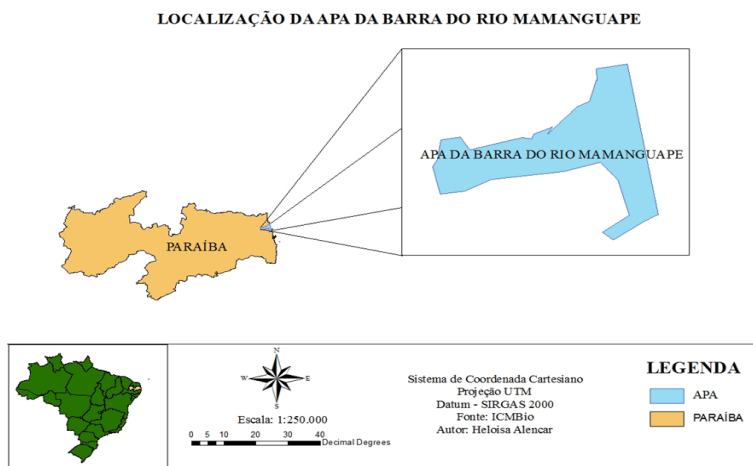 LOCALIZAÇÃO DA APA DA BARRA DO RIO MAMANGUAPE
APA DA BARRA DO RIO MAMANGUAPE
PARAÍBA
N
W
E
S
Escala: 1:250.000
0 5 10 20 30 40
Decimal Degrees
Sistema de Coordenada Cartesiano
Projeção UTM
Datum - SIRGAS 2000
Fonte: ICMBio
Autor: Heloisa Alencar
LEGENDA
APA
PARAÍBA